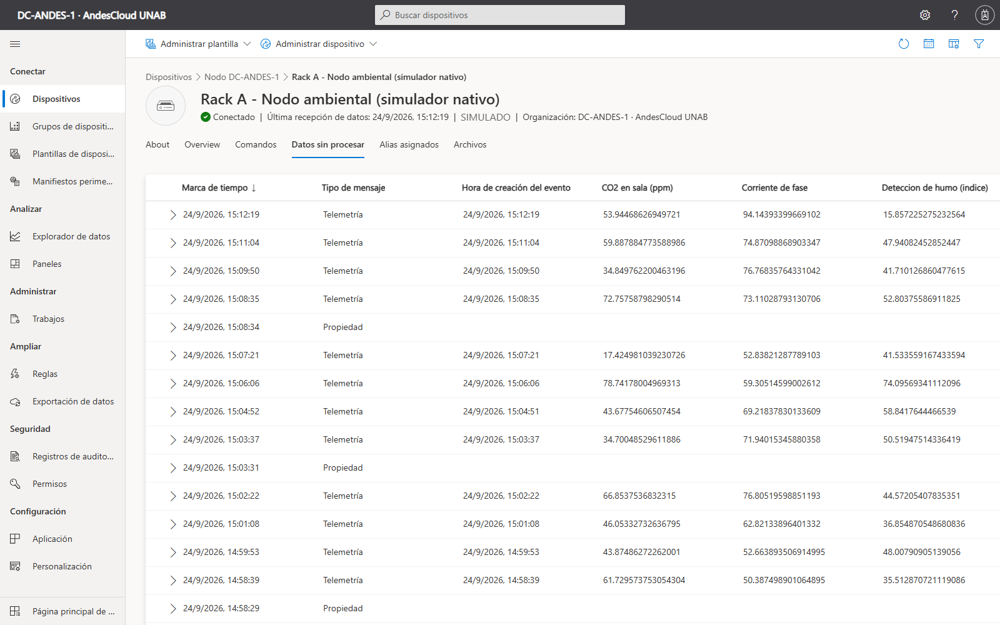 DC-ANDES-1 · AndesCloud UNAB
Buscar dispositivos
?
Administrar plantilla
Administrar dispositivo
Conectar
Dispositivos
Grupos de dispositi...
Plantillas de disposi...
Manifiestos perime...
Analizar
Explorador de datos
Paneles
Administrar
Trabajos
Ampliar
Reglas
Exportación de datos
Seguridad
Registros de audito...
Permisos
Configuración
Aplicación
Personalización
Página principal de ...
Dispositivos > Nodo DC-ANDES-1 > Rack A - Nodo ambiental (simulador nativo)
Rack A - Nodo ambiental (simulador nativo)
Conectado | Última recepción de datos: 24/9/2026, 15:12:19 | SIMULADO | Organización: DC-ANDES-1 · AndesCloud UNAB
About Overview Comandos Datos sin procesar Alias asignados Archivos
Marca de tiempo ↓ Tipo de mensaje Hora de creación del evento CO2 en sala (ppm) Corriente de fase Deteccion de humo (indice)
24/9/2026, 15:12:19 Telemetría 24/9/2026, 15:12:19 53.94468626949721 94.14393399669102 15.857225275232564
24/9/2026, 15:11:04 Telemetría 24/9/2026, 15:11:04 59.887884773588986 74.87098868903347 47.94082452852447
24/9/2026, 15:09:50 Telemetría 24/9/2026, 15:09:50 34.849762200463196 76.76835764331042 41.710126860477615
24/9/2026, 15:08:35 Telemetría 24/9/2026, 15:08:35 72.75758798290514 73.11028793130706 52.80375586911825
24/9/2026, 15:08:34 Propiedad
24/9/2026, 15:07:21 Telemetría 24/9/2026, 15:07:21 17.424981039230726 52.83821287789103 41.533559167433594
24/9/2026, 15:06:06 Telemetría 24/9/2026, 15:06:06 78.74178004969313 59.30514599002612 74.09569341112096
24/9/2026, 15:04:52 Telemetría 24/9/2026, 15:04:51 43.67754606507454 69.21837830133609 58.8417644466539
24/9/2026, 15:03:37 Telemetría 24/9/2026, 15:03:37 34.70048529611886 71.94015345880358 50.51947514336419
24/9/2026, 15:03:31 Propiedad
24/9/2026, 15:02:22 Telemetría 24/9/2026, 15:02:22 66.8537536832315 76.80519598851193 44.57205407835351
24/9/2026, 15:01:08 Telemetría 24/9/2026, 15:01:08 46.05332732636795 62.82133896401332 36.854870548680836
24/9/2026, 14:59:53 Telemetría 24/9/2026, 14:59:53 43.87486272262001 52.663893506914995 48.00790905139056
24/9/2026, 14:58:39 Telemetría 24/9/2026, 14:58:39 61.729573753054304 50.387498901064895 35.512870721119086
24/9/2026, 14:58:29 Propiedad